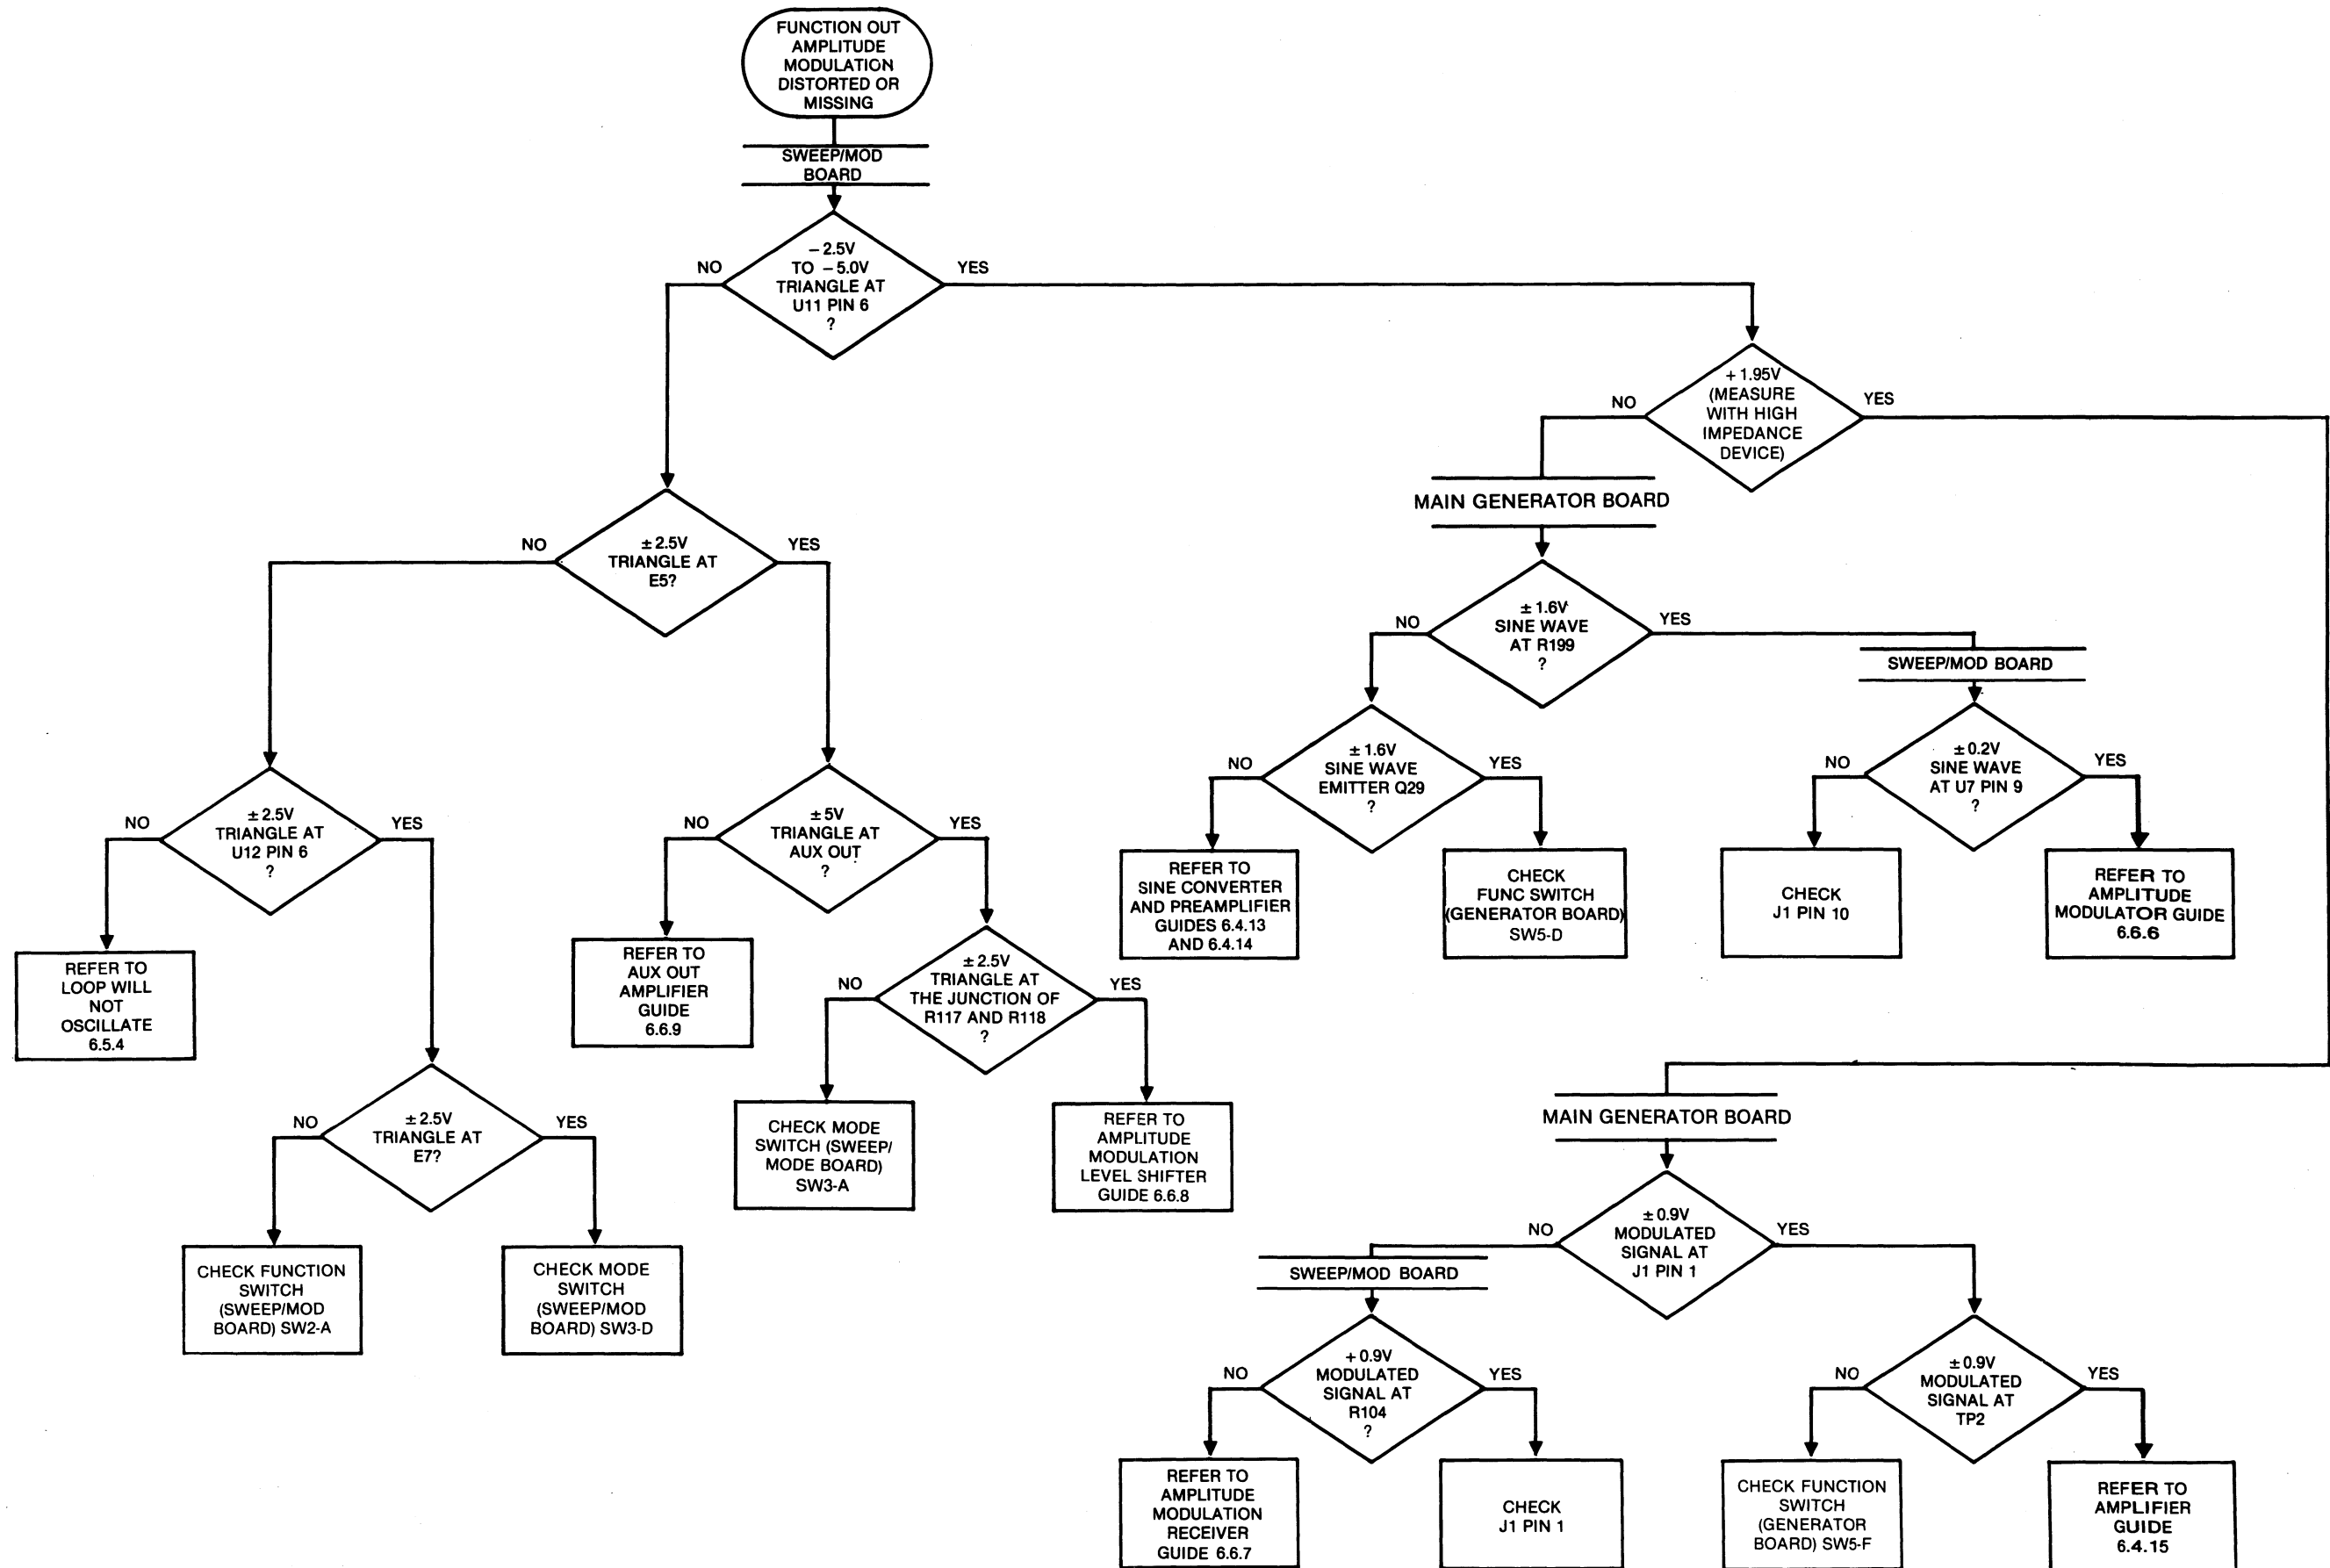 FUNCTION OUT
AMPLITUDE
MODULATION
DISTORTED OR
MISSING
SWEEP/MOD
BOARD
– 2.5V
TO – 5.0V
TRIANGLE AT
U11 PIN 6
?
NO
YES
+ 1.95V
(MEASURE
WITH HIGH
IMPEDANCE
DEVICE)
NO
YES
MAIN GENERATOR BOARD
± 2.5V
TRIANGLE AT
E5?
NO
YES
± 1.6V
SINE WAVE
AT R199
?
NO
YES
SWEEP/MOD BOARD
± 2.5V
TRIANGLE AT
U12 PIN 6
?
NO
YES
± 5V
TRIANGLE AT
AUX OUT
?
NO
YES
± 1.6V
SINE WAVE
EMITTER Q29
?
NO
YES
± 0.2V
SINE WAVE
AT U7 PIN 9
?
NO
YES
REFER TO
SINE CONVERTER
AND PREAMPLIFIER
GUIDES 6.4.13
AND 6.4.14
CHECK
FUNC SWITCH
(GENERATOR BOARD)
SW5-D
CHECK
J1 PIN 10
REFER TO
AMPLITUDE
MODULATOR GUIDE
6.6.6
REFER TO
LOOP WILL
NOT
OSCILLATE
6.5.4
REFER TO
AUX OUT
AMPLIFIER
GUIDE
6.6.9
± 2.5V
TRIANGLE AT
THE JUNCTION OF
R117 AND R118
?
NO
YES
± 2.5V
TRIANGLE AT
E7?
NO
YES
CHECK MODE
SWITCH (SWEEP/
MODE BOARD)
SW3-A
REFER TO
AMPLITUDE
MODULATION
LEVEL SHIFTER
GUIDE 6.6.8
MAIN GENERATOR BOARD
± 0.9V
MODULATED
SIGNAL AT
J1 PIN 1
NO
YES
CHECK FUNCTION
SWITCH
(SWEEP/MOD
BOARD) SW2-A
CHECK MODE
SWITCH
(SWEEP/MOD
BOARD) SW3-D
SWEEP/MOD BOARD
+ 0.9V
MODULATED
SIGNAL AT
R104
?
NO
YES
± 0.9V
MODULATED
SIGNAL AT
TP2
NO
YES
REFER TO
AMPLITUDE
MODULATION
RECEIVER
GUIDE 6.6.7
CHECK
J1 PIN 1
CHECK FUNCTION
SWITCH
(GENERATOR
BOARD) SW5-F
REFER TO
AMPLIFIER
GUIDE
6.4.15